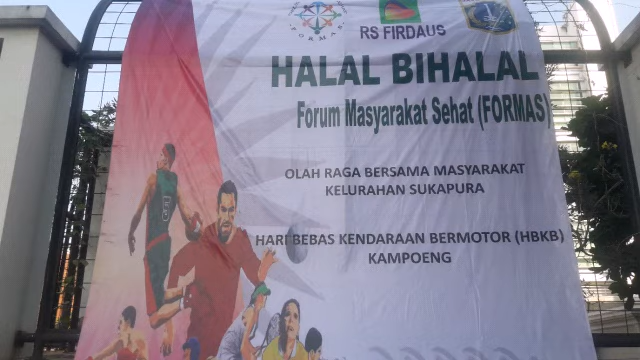 FORMAS
RS FIRDAUS
HALAL BIHALAL
Forum Masyarakat Sehat (FORMAS)
OLAH RAGA BERSAMA MASYARAKAT
KELURAHAN SUKAPURA
HARI BEBAS KENDARAAN BERMOTOR (HBKB)
KAMPOENG